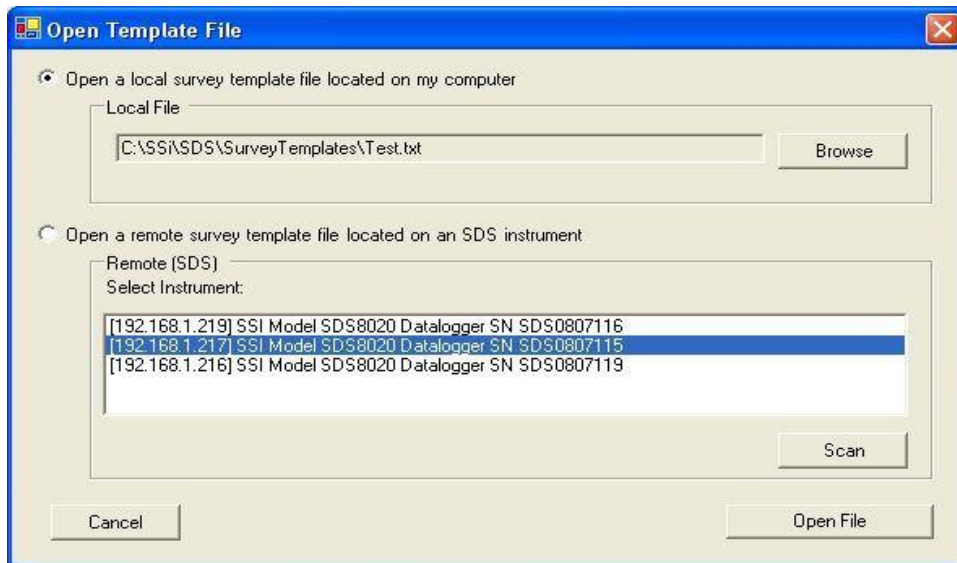 Open Template File
Open a local survey template file located on my computer
Local File
C:\SSi\SDS\SurveyTemplates\Test.txt
Browse
Open a remote survey template file located on an SDS instrument
Remote (SDS)
Select Instrument:
[192.168.1.219] SSI Model SDS8020 Datalogger SN SDS0807116
[192.168.1.217] SSI Model SDS8020 Datalogger SN SDS0807115
[192.168.1.216] SSI Model SDS8020 Datalogger SN SDS0807119
Scan
Cancel
Open File